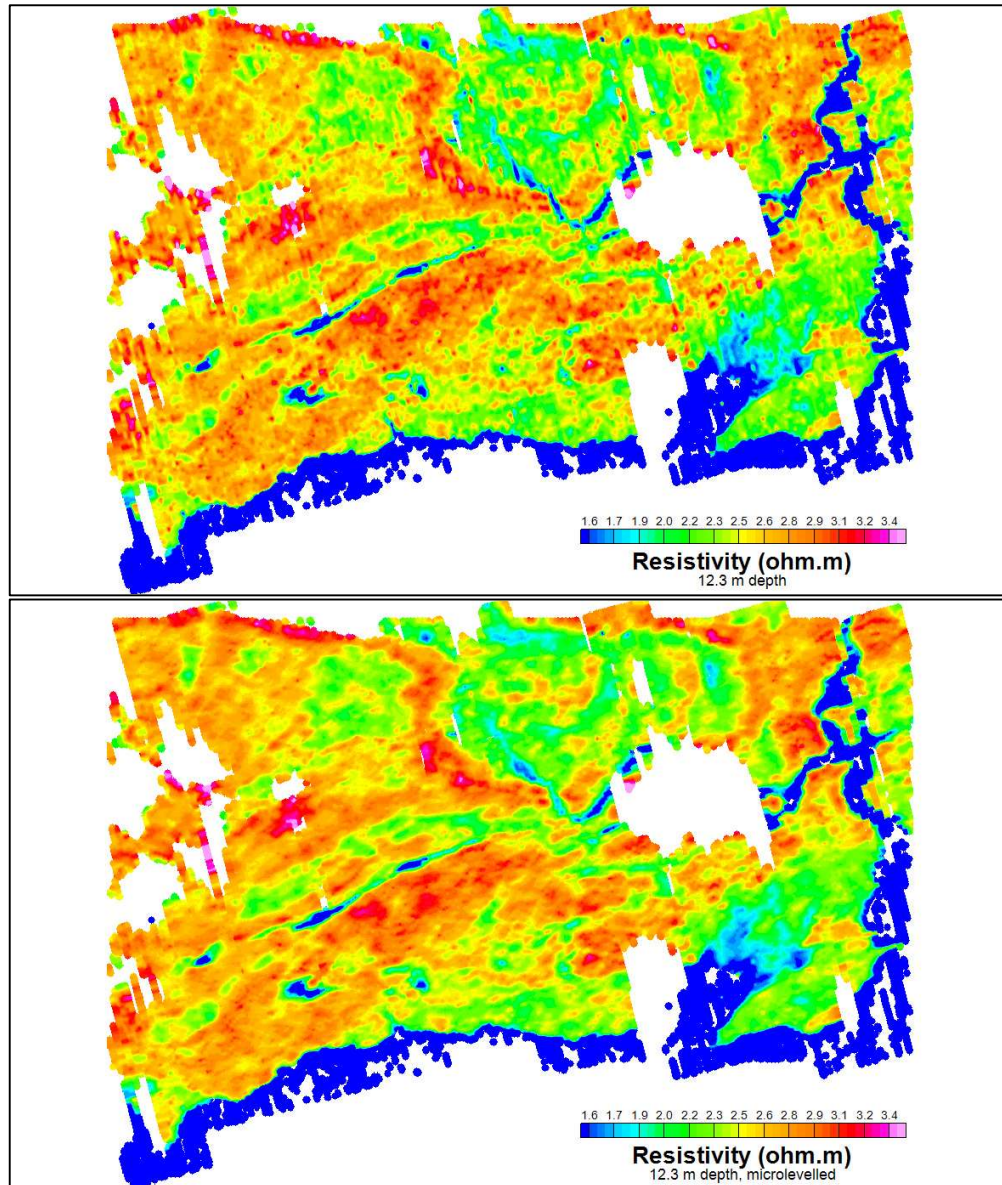 1.6 1.7 1.9 2.0 2.2 2.3 2.5 2.6 2.8 2.9 3.1 3.2 3.4
Resistivity (ohm.m)
12.3 m depth
1.6 1.7 1.9 2.0 2.2 2.3 2.5 2.6 2.8 2.9 3.1 3.2 3.4
Resistivity (ohm.m)
12.3 m depth, microlevelled